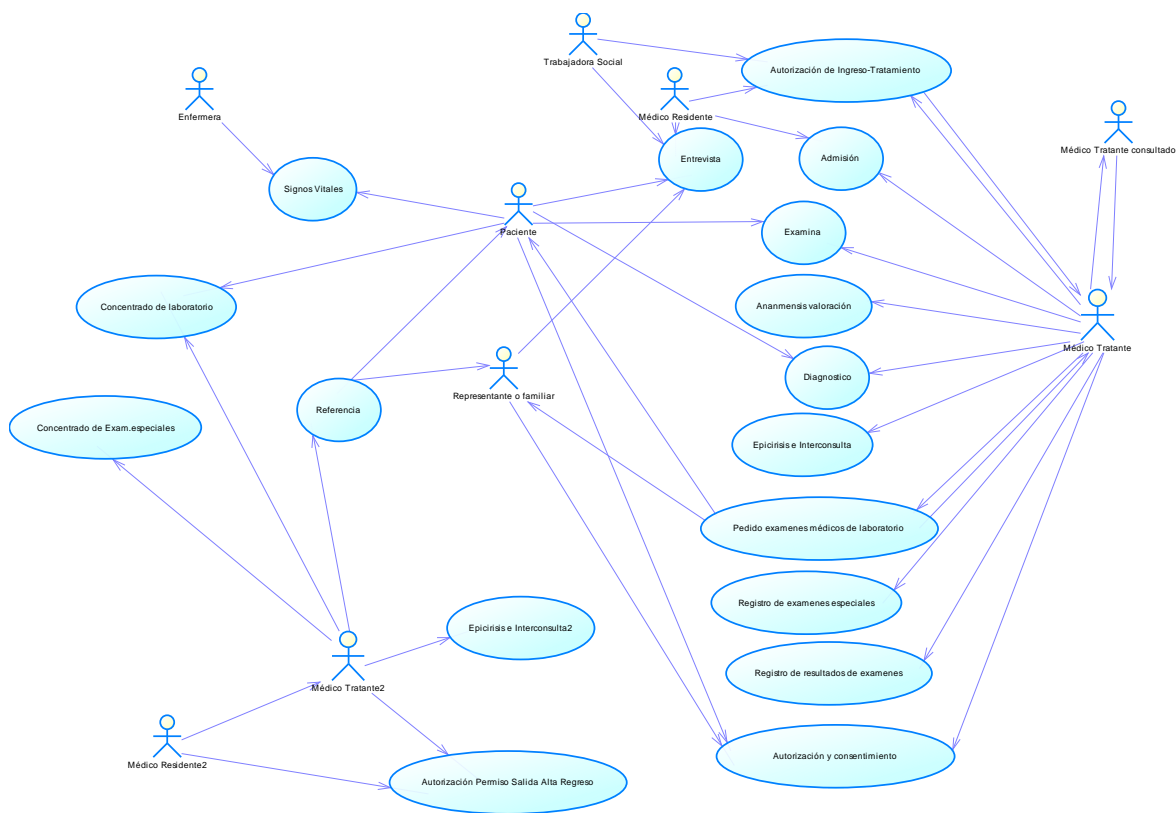 Trabajadora Social
Autorización de Ingreso-Tratamiento
Enfermera
Médico Residente
Médico Tratante consultado
Entrevista
Admisión
Signos Vitales
Paciente
Examina
Concentrado de laboratorio
Ananmensis valoración
Médico Tratante
Diagnostico
Representante o familiar
Referencia
Concentrado de Exam.especiales
Epicirisis e Interconsulta
Pedido examenes médicos de laboratorio
Registro de examenes especiales
Epicirisis e Interconsulta2
Registro de resultados de examenes
Médico Tratante2
Autorización y consentimiento
Médico Residente2
Autorización Permiso Salida Alta Regreso